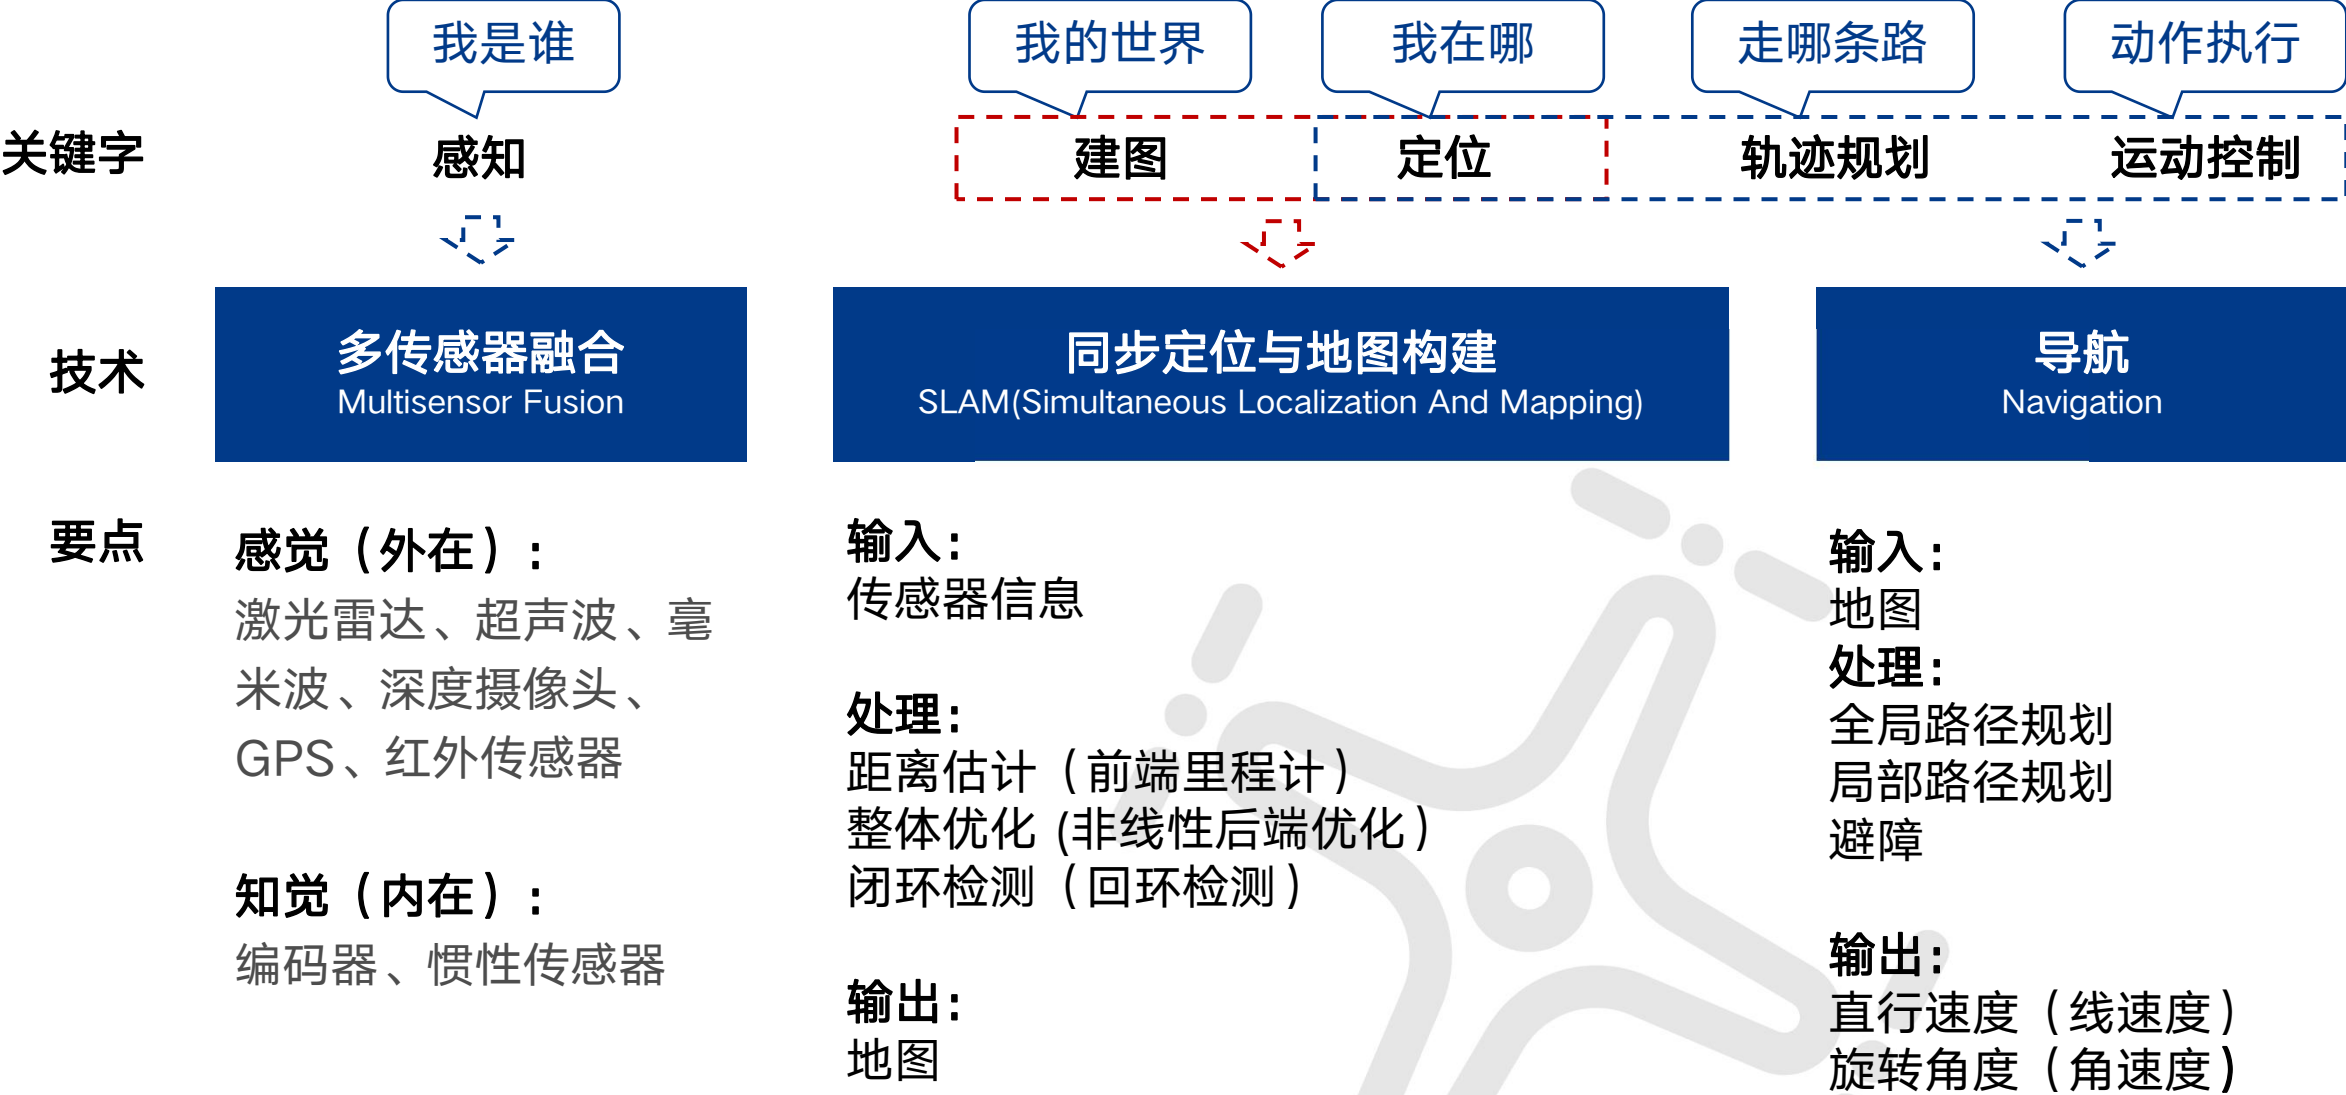 我是谁
我的世界
我在哪
走哪条路
动作执行
关键字
感知
建图
定位
轨迹规划
运动控制
技术
多传感器融合
Multisensor Fusion
同步定位与地图构建
SLAM(Simultaneous Localization And Mapping)
导航
Navigation
要点
感觉（外在）：
激光雷达、超声波、毫
米波、深度摄像头、
GPS、红外传感器
知觉（内在）：
编码器、惯性传感器
输入：
传感器信息
处理：
距离估计（前端里程计）
整体优化 (非线性后端优化）
闭环检测（回环检测）
输出：
地图
输入：
地图
处理：
全局路径规划
局部路径规划
避障
输出：
直行速度（线速度）
旋转角度（角速度）